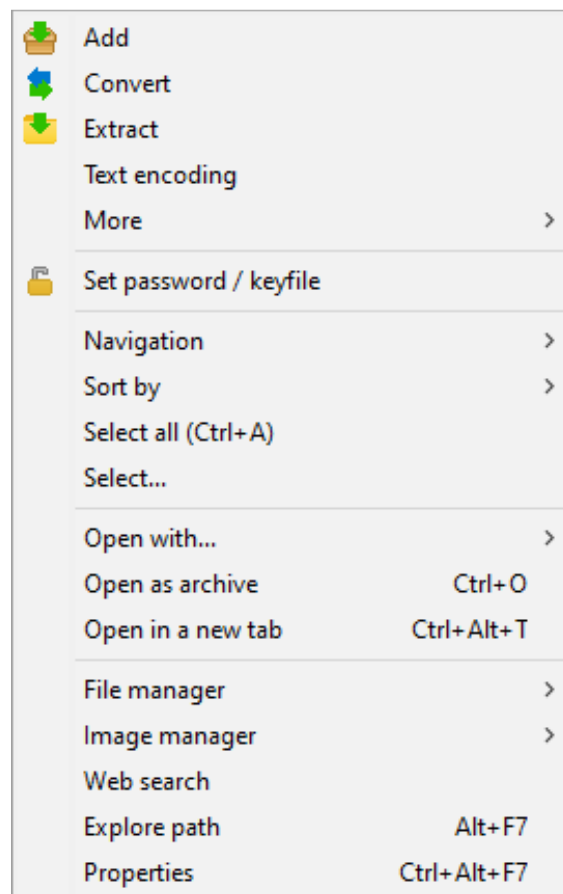 Add
Convert
Extract
Text encoding
More
Set password / keyfile
Navigation
Sort by
Select all (Ctrl+A)
Select...
Open with...
Open as archive Ctrl+O
Open in a new tab Ctrl+Alt+T
File manager
Image manager
Web search
Explore path Alt+F7
Properties Ctrl+Alt+F7